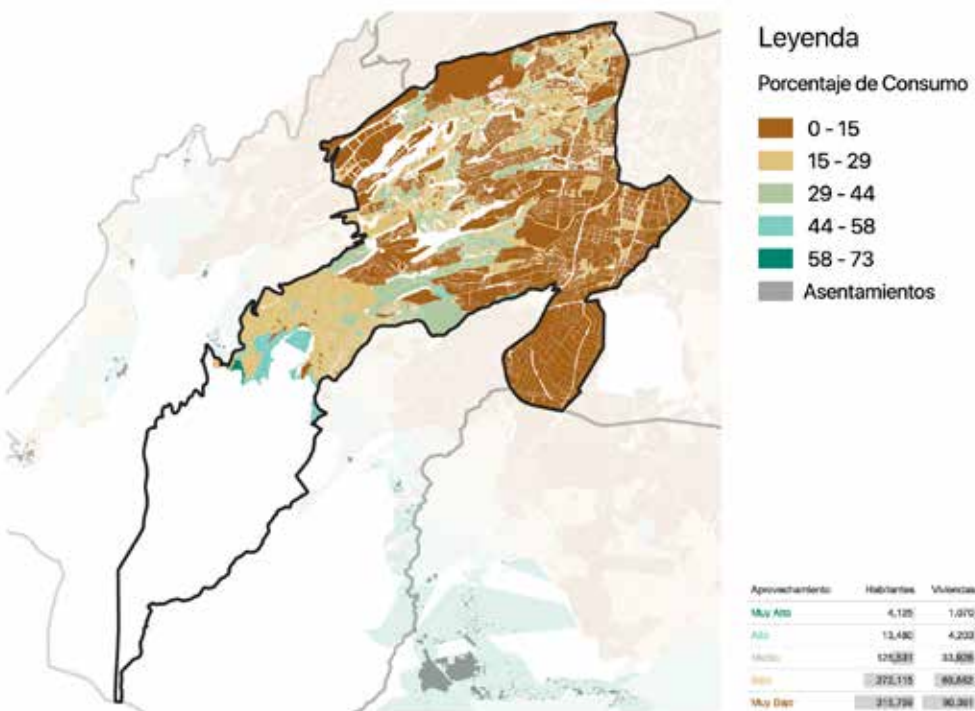 Leyenda
Porcentaje de Consumo
0 - 15
15 - 29
29 - 44
44 - 58
58 - 73
Asentamientos
Aprovechamiento Habitantes Viviendas
Muy Alto 4,125 1,070
Alto 13,480 4,203
Medio
Bajo
Muy Bajo